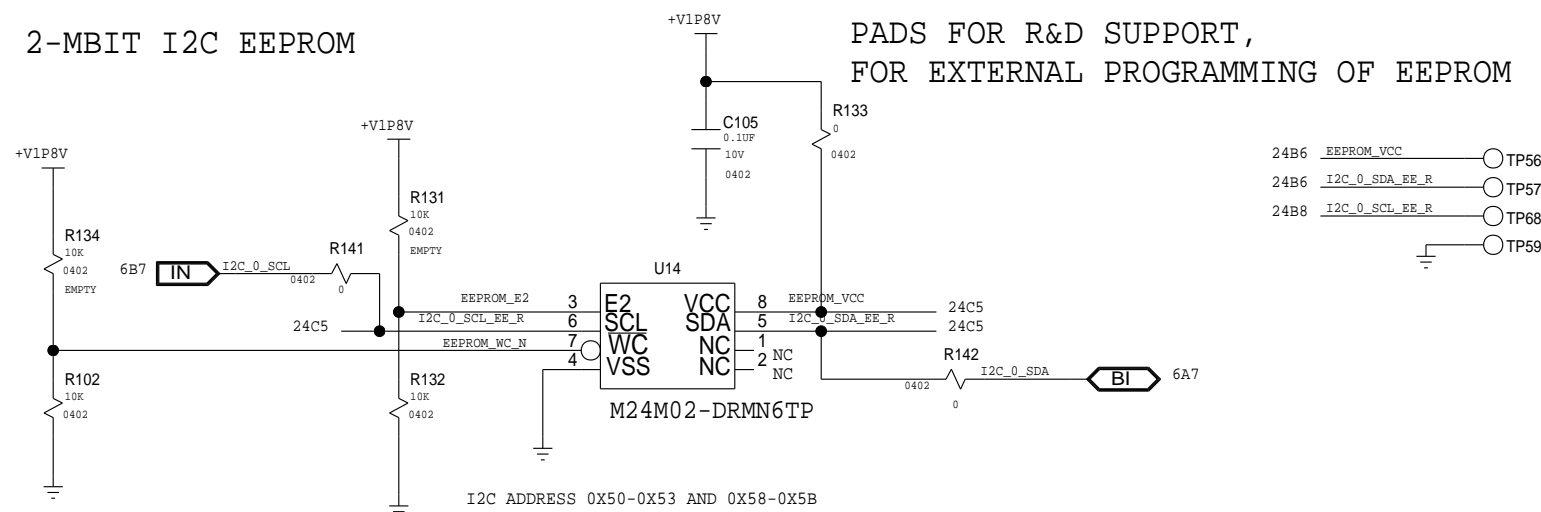 2-MBIT I2C EEPROM
+V1P8V
PADS FOR R&D SUPPORT,
FOR EXTERNAL PROGRAMMING OF EEPROM
+V1P8V
R134
10K
0402
EMPTY
R102
10K
0402
+V1P8V
R131
10K
0402
EMPTY
R132
10K
0402
6B7
IN
I2C_0_SCL
R141
0402
0
24C5
C105
0.1UF
10V
0402
R133
0
0402
U14
EEPROM_E2
3
E2
I2C_0_SCL_EE_R
6
SCL
EEPROM_WC_N
7
WC
4
VSS
VCC
8
EEPROM_VCC
24C5
SDA
5
I2C_0_SDA_EE_R
24C5
NC
1
NC
NC
2
NC
M24M02-DRMN6TP
R142
0402
0
I2C_0_SDA
BI
6A7
24B6
EEPROM_VCC
TP56
24B6
I2C_0_SDA_EE_R
TP57
24B8
I2C_0_SCL_EE_R
TP68
TP59
I2C ADDRESS 0X50-0X53 AND 0X58-0X5B